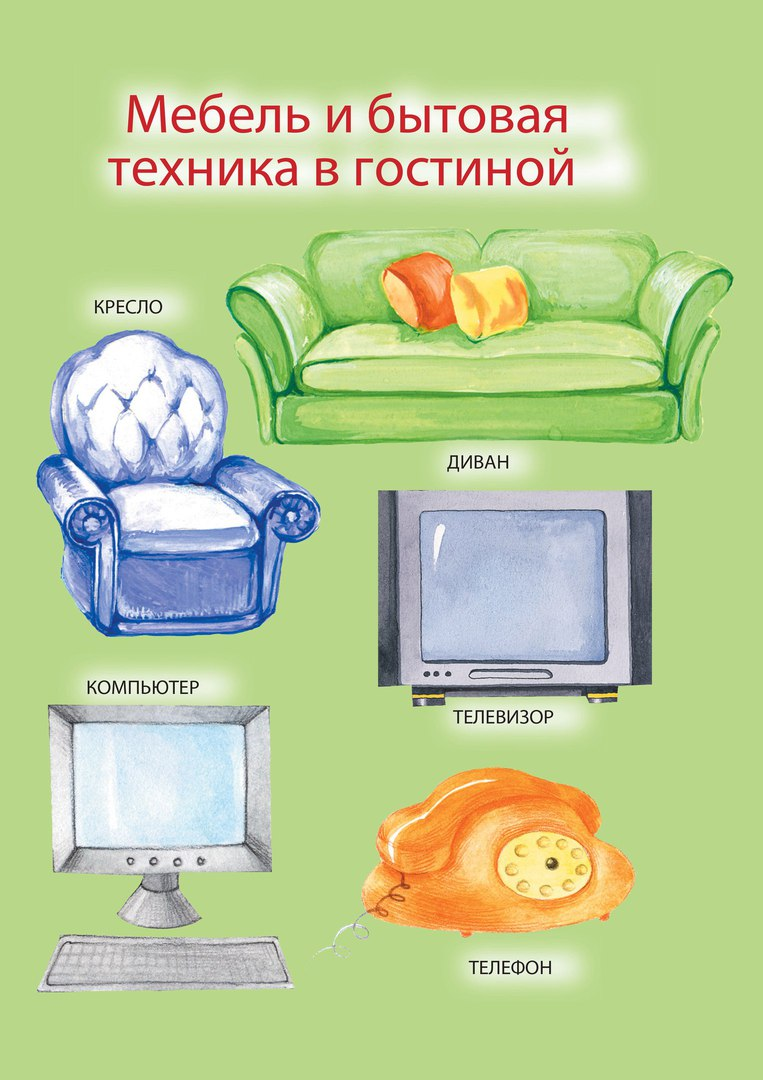 Мебель и бытовая
техника в гостиной
КРЕСЛО
ДИВАН
КОМПЬЮТЕР
ТЕЛЕВИЗОР
ТЕЛЕФОН